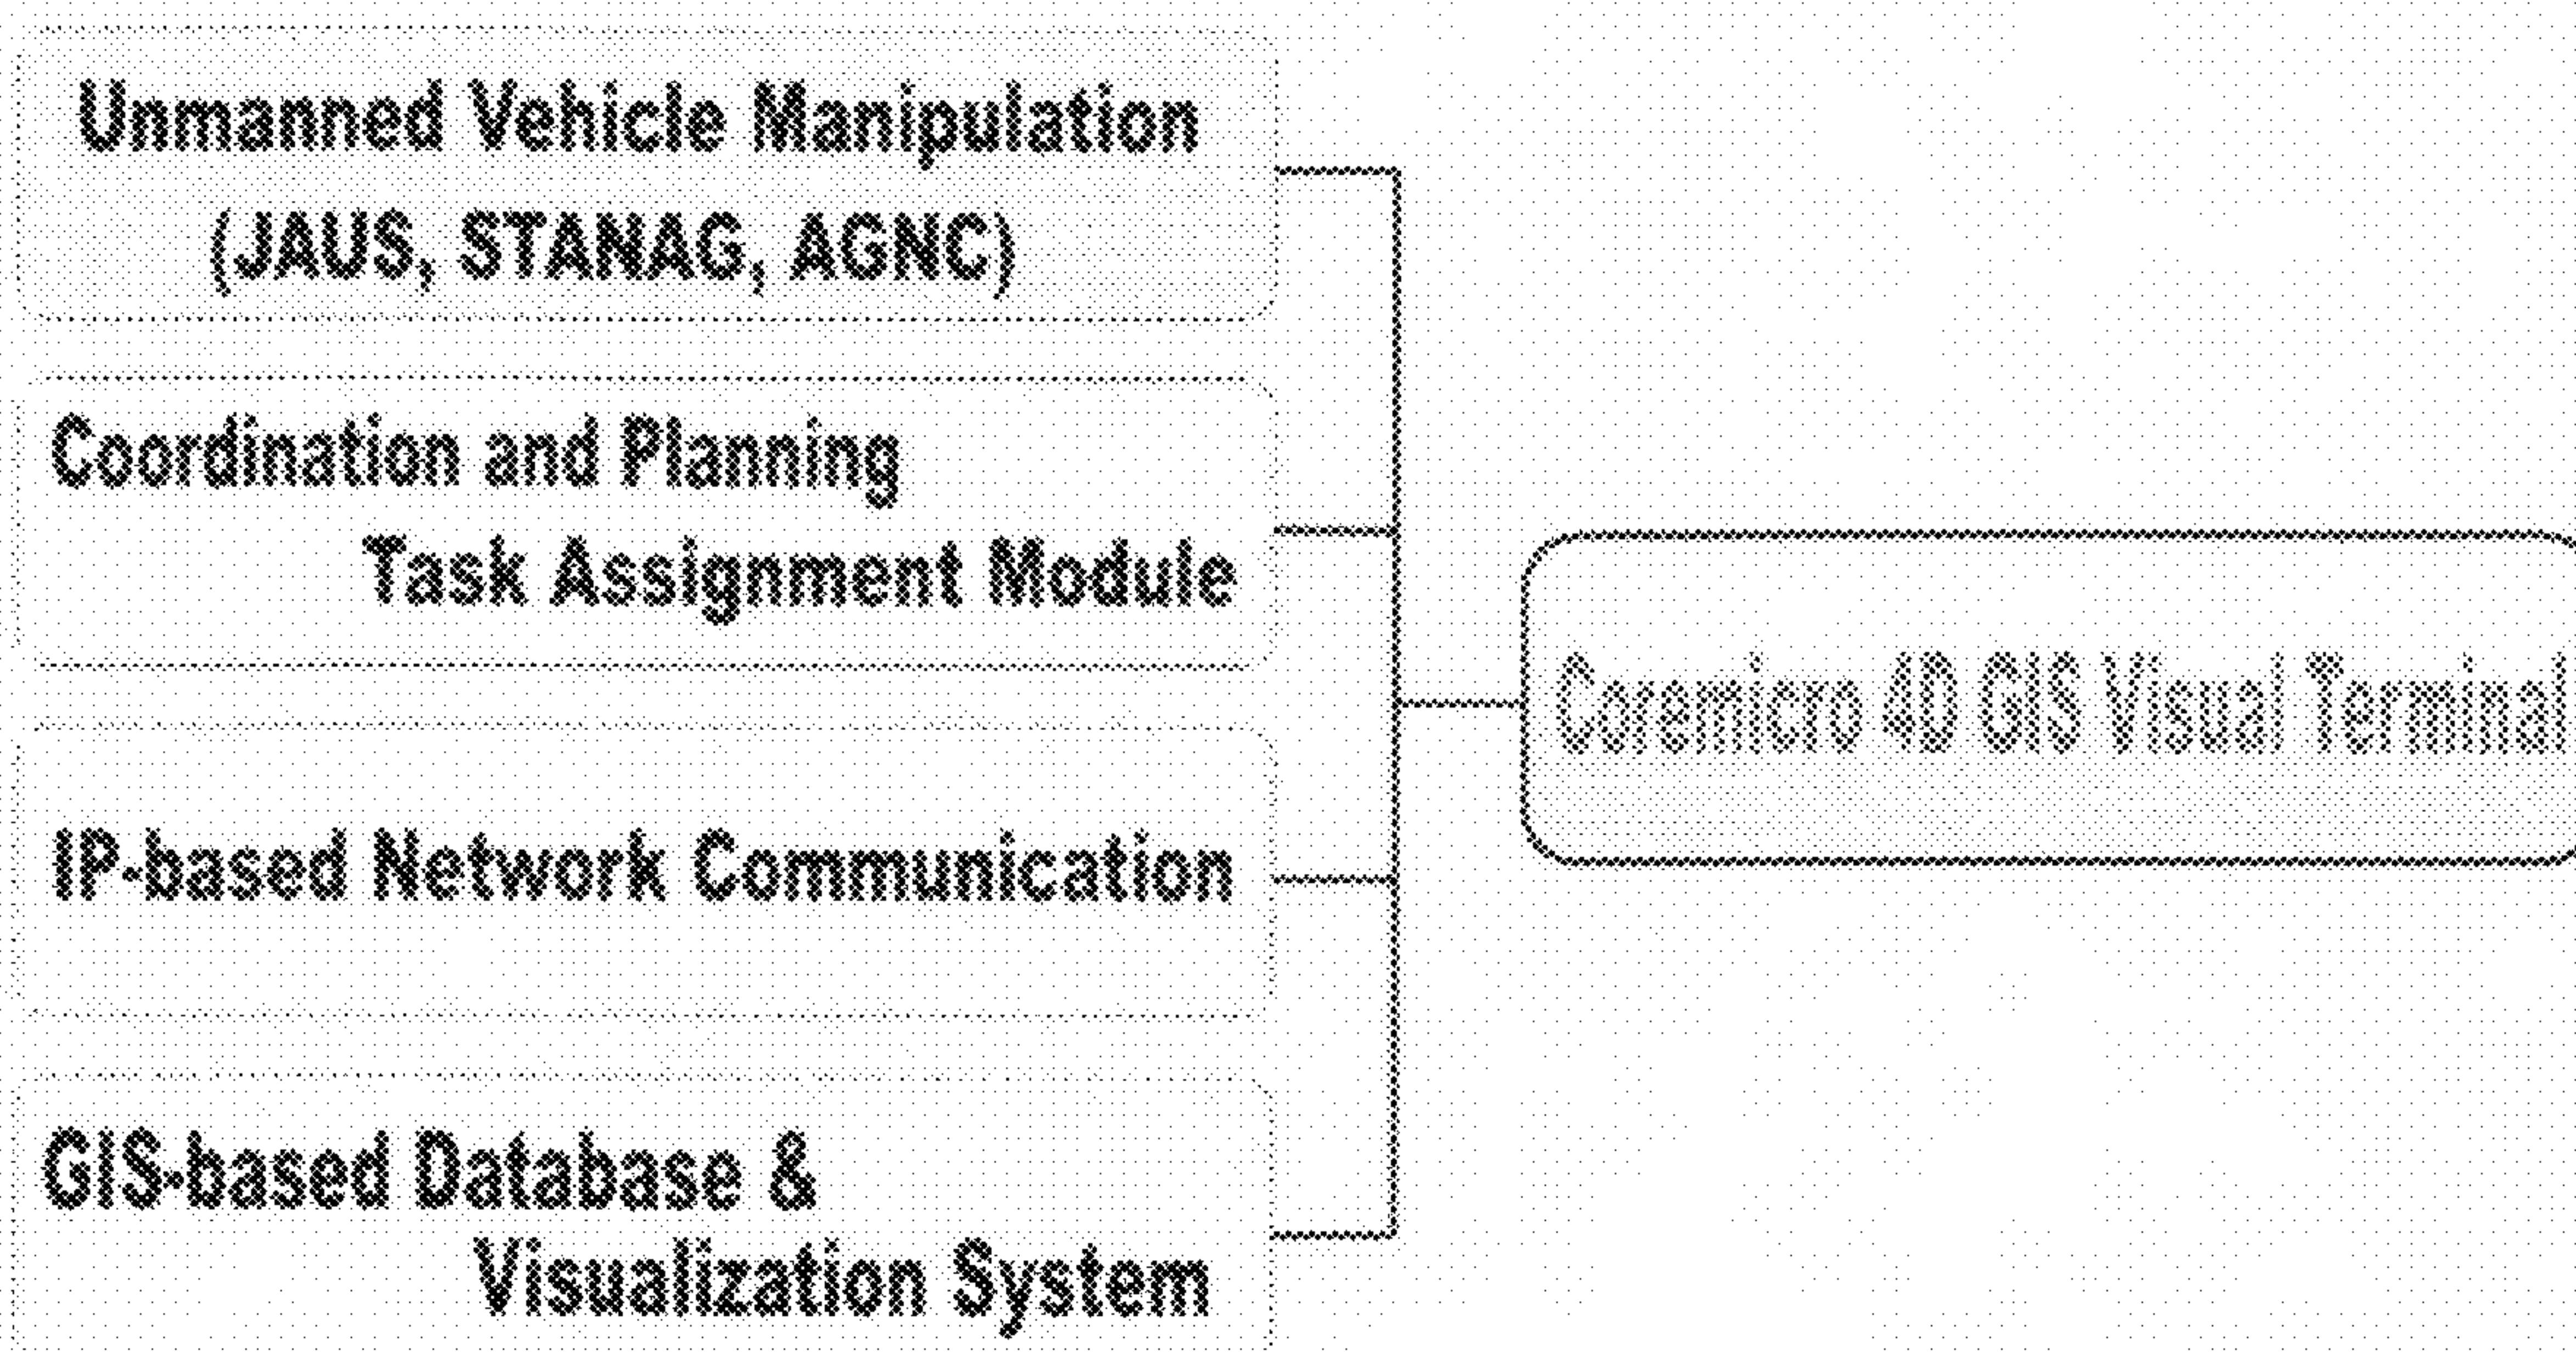 Unmanned Vehicle Manipulation
(JAUS, STANAG, AGNC)
Coordination and Planning
Task Assignment Module
IP-based Network Communication
GIS-based Database &
Visualization System
Coremicro 4D GIS Visual Terminal